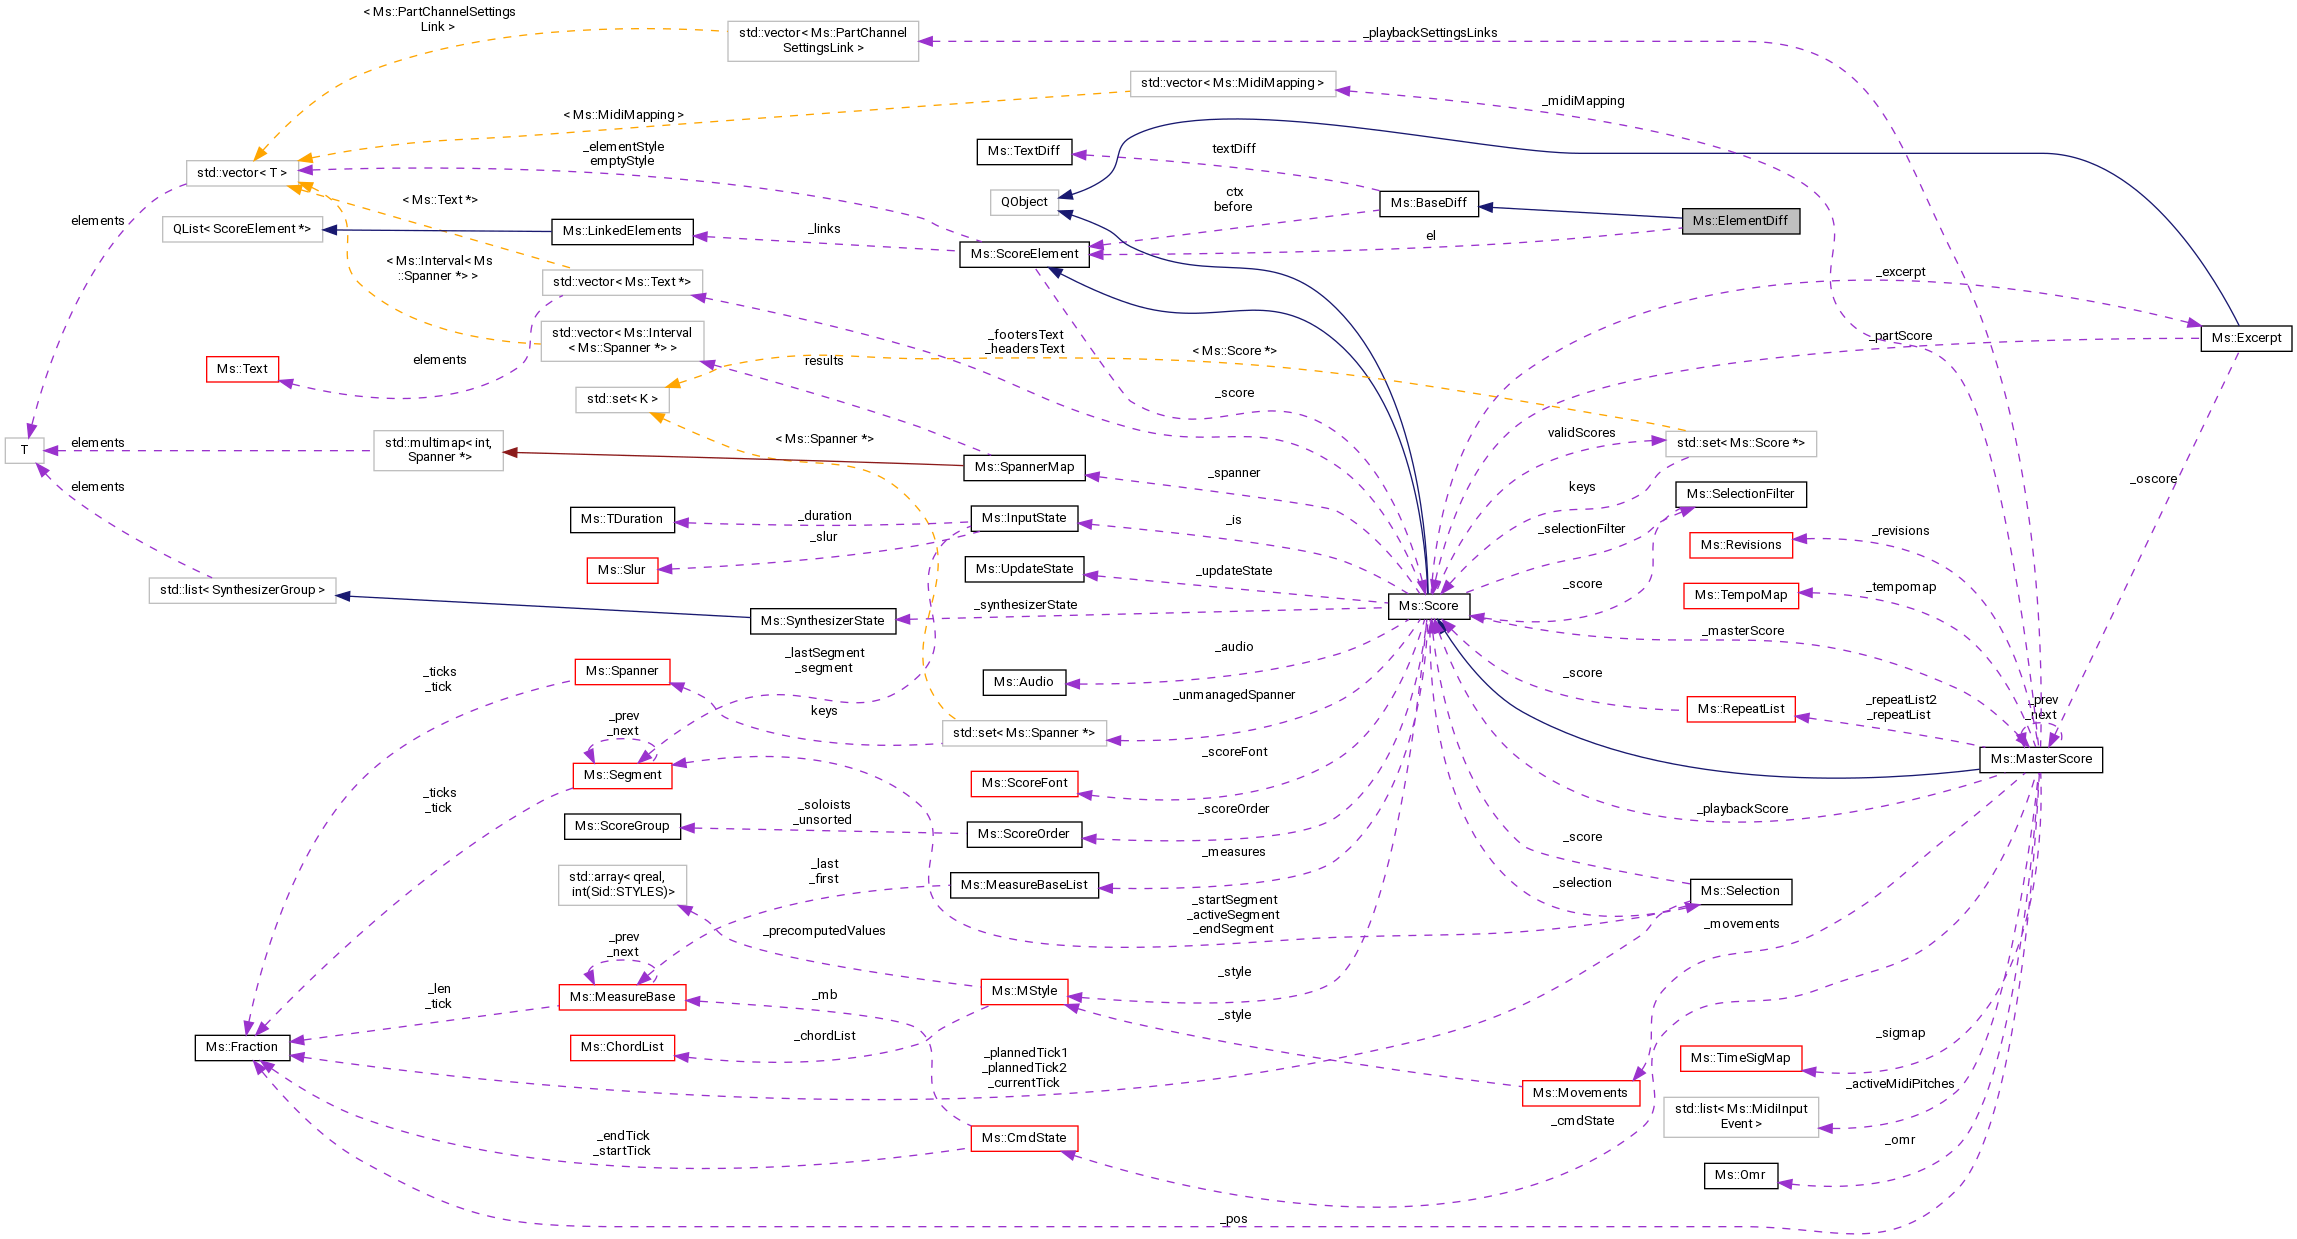 < Ms::PartChannelSettings
Link >
std::vector< Ms::PartChannel
SettingsLink >
_playbackSettingsLinks
std::vector< Ms::MidiMapping >
_midiMapping
< Ms::MidiMapping >
_elementStyle
emptyStyle
Ms::TextDiff
textDiff
std::vector< T >
< Ms::Text *>
QObject
ctx
before
Ms::BaseDiff
Ms::ElementDiff
elements
QList< ScoreElement *>
Ms::LinkedElements
_links
Ms::ScoreElement
el
< Ms::Interval< Ms
::Spanner *> >
std::vector< Ms::Text *>
_excerpt
std::vector< Ms::Interval
< Ms::Spanner *> >
_footersText
_headersText
_partScore
Ms::Excerpt
Ms::Text
elements
results
< Ms::Score *>
std::set< K >
_score
T
elements
std::multimap< int,
Spanner *>
< Ms::Spanner *>
Ms::SpannerMap
_spanner
validScores
std::set< Ms::Score *>
elements
keys
Ms::SelectionFilter
_oscore
Ms::TDuration
_duration
_slur
Ms::InputState
_is
_selectionFilter
Ms::Revisions
_revisions
Ms::Slur
Ms::UpdateState
_updateState
_score
Ms::TempoMap
_tempomap
std::list< SynthesizerGroup >
Ms::SynthesizerState
_synthesizerState
Ms::Score
_masterScore
_ticks
_tick
Ms::Spanner
_lastSegment
_segment
Ms::Audio
_audio
_score
keys
_unmanagedSpanner
Ms::RepeatList
_repeatList2
_repeatList
_prev
_next
_prev
_next
std::set< Ms::Spanner *>
Ms::MasterScore
_ticks
_tick
Ms::Segment
Ms::ScoreFont
_scoreFont
_playbackScore
Ms::ScoreGroup
_soloists
_unsorted
Ms::ScoreOrder
_scoreOrder
_score
std::array< qreal,
int(Sid::STYLES)>
_last
_first
Ms::MeasureBaseList
_measures
_selection
Ms::Selection
_startSegment
_activeSegment
_endSegment
_movements
_precomputedValues
_prev
_next
_len
_tick
Ms::MeasureBase
_mb
Ms::MStyle
_style
_style
Ms::Fraction
Ms::ChordList
_chordList
_plannedTick1
_plannedTick2
_currentTick
Ms::TimeSigMap
_sigmap
Ms::Movements
_activeMidiPitches
std::list< Ms::MidiInput
Event >
_endTick
_startTick
Ms::CmdState
_cmdState
_omr
Ms::Omr
_pos